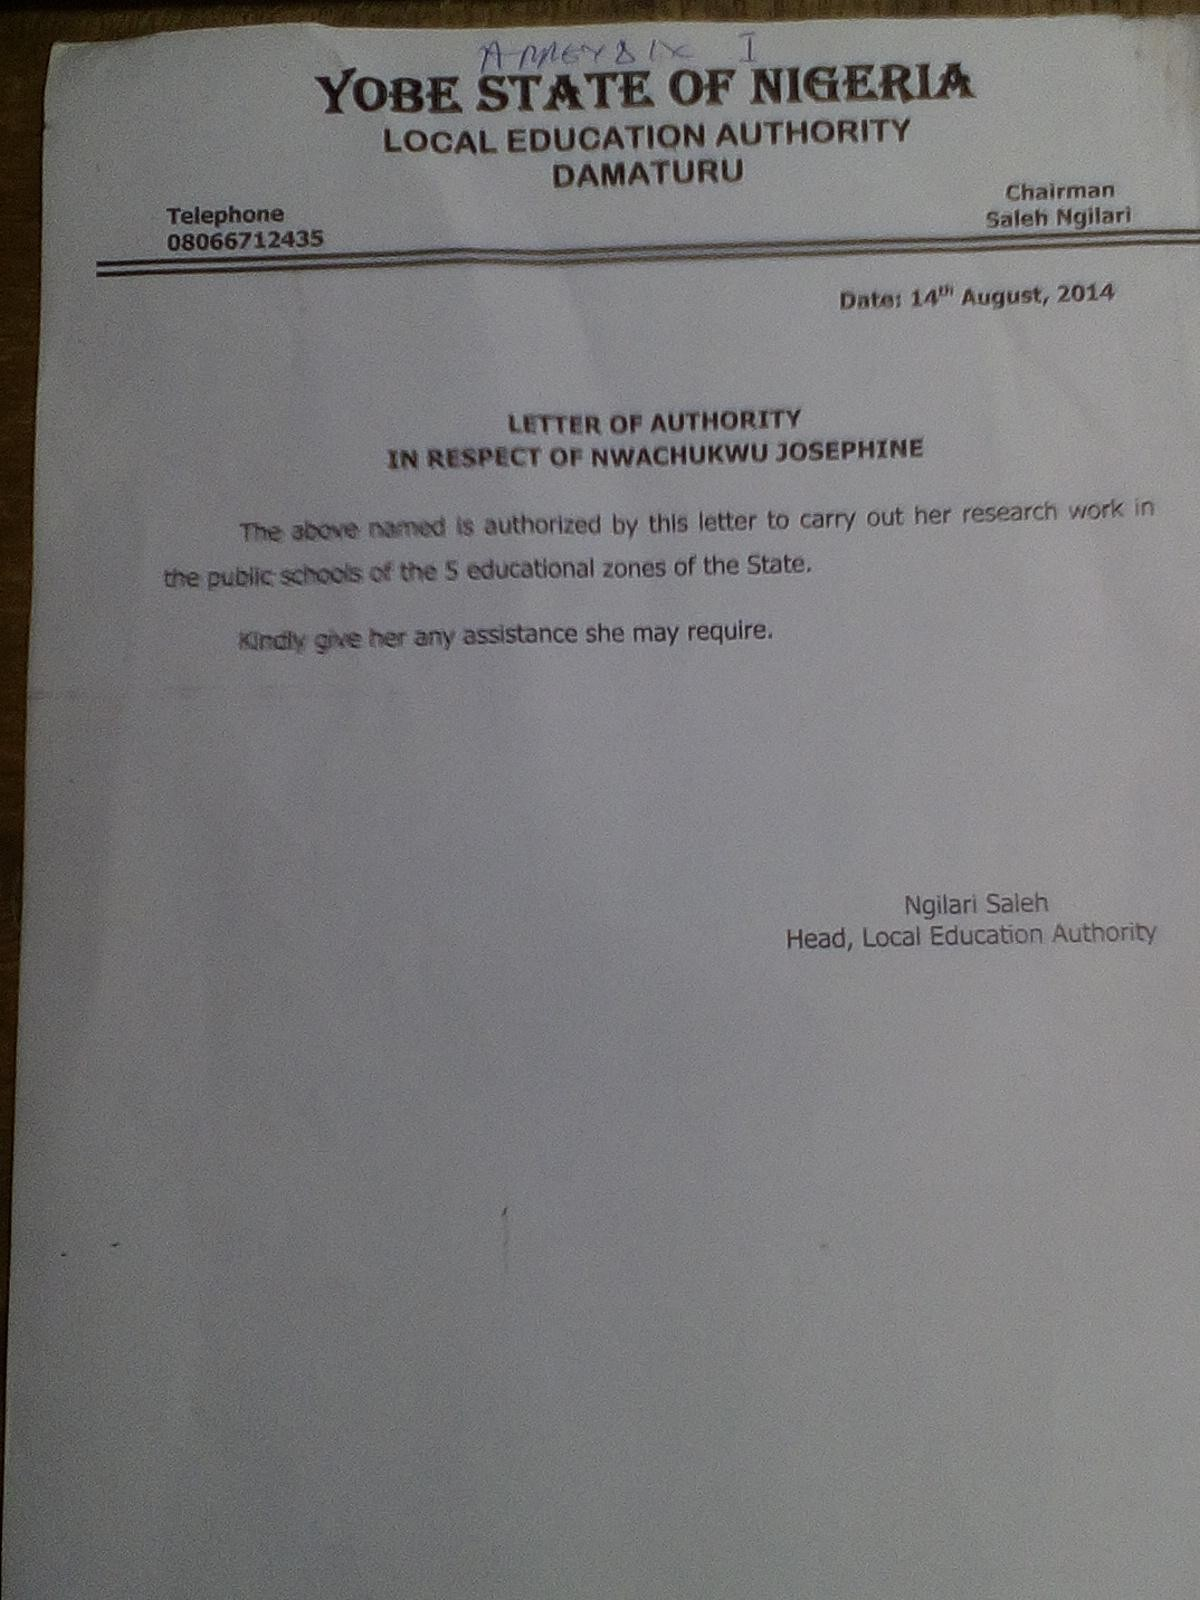 I
YOBE STATE OF NIGERIA
LOCAL EDUCATION AUTHORITY
DAMATURU
Telephone
08066712435
Chairman
Saleh Ngilari
Date: 14th August, 2014
LETTER OF AUTHORITY
IN RESPECT OF NWACHUKWU JOSEPHINE
The above named is authorized by this letter to carry out her research work in
the public schools of the 5 educational zones of the State.
Kindly give her any assistance she may require.
Ngilari Saleh
Head, Local Education Authority